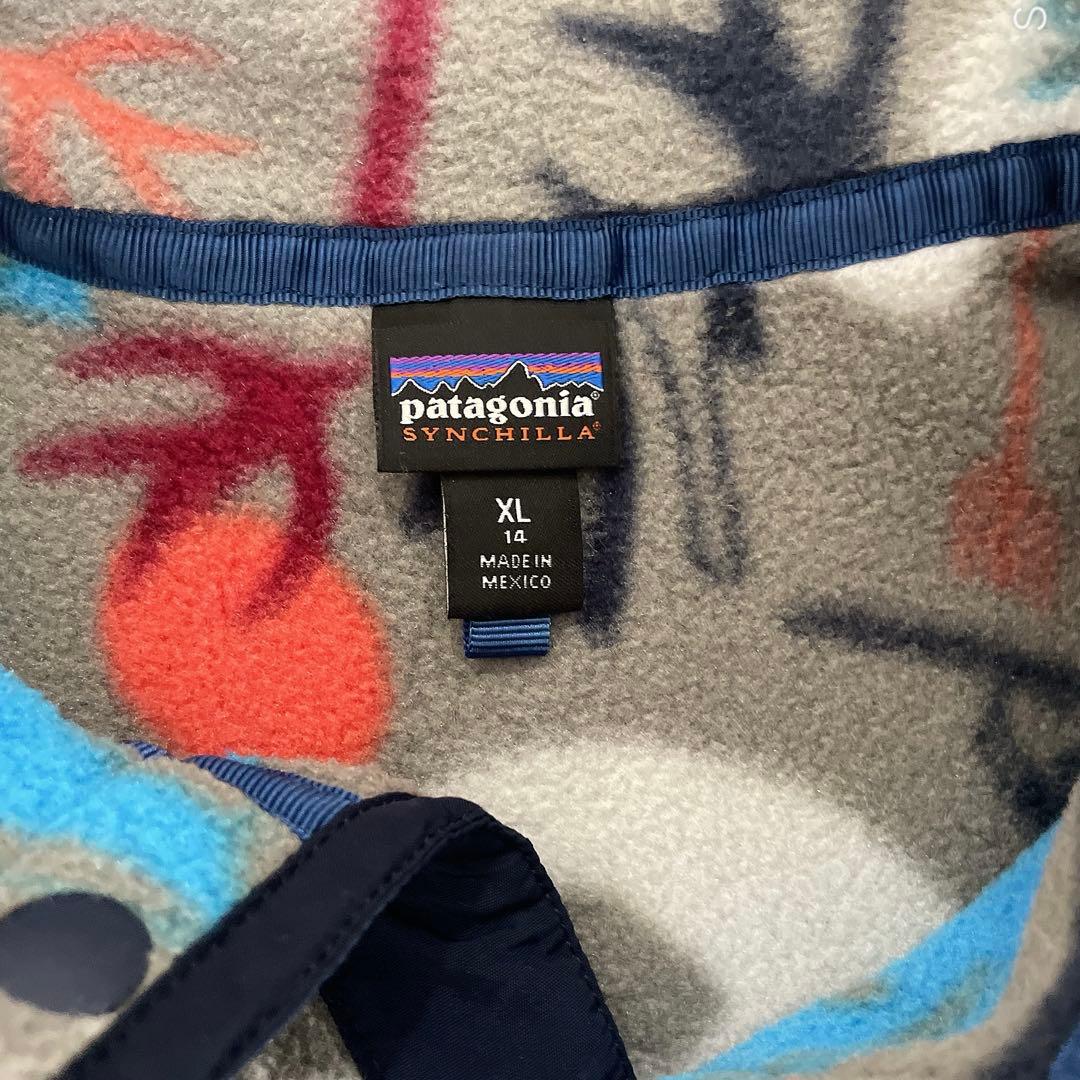 patagonia®
SYNCHILLA®
XL
14
MADE IN
MEXICO